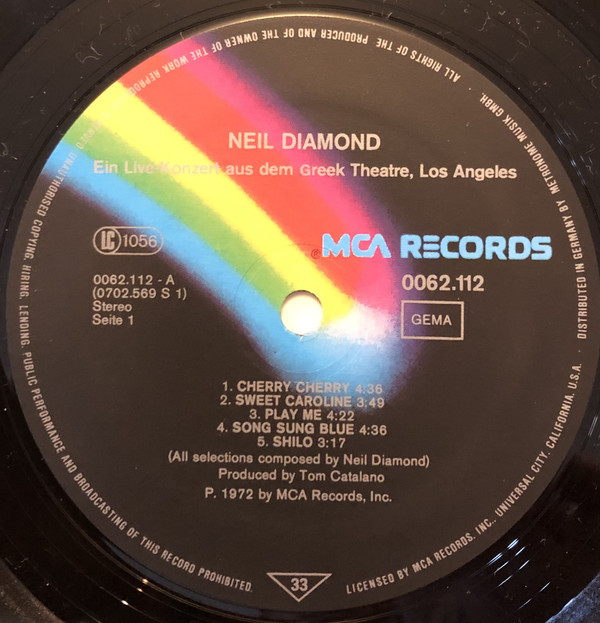 NEIL DIAMOND
Ein Live-Konzert aus dem Greek Theatre, Los Angeles
LC 1056
® MCA RECORDS
0062.112 - A
(0702.569 S 1)
Stereo
Seite 1
0062.112
GEMA
1. CHERRY CHERRY 4:36
2. SWEET CAROLINE 3:49
3. PLAY ME 4:22
4. SONG SUNG BLUE 4:36
5. SHILO 3:17
(All selections composed by Neil Diamond)
Produced by Tom Catalano
P. 1972 by MCA Records, Inc.
33
ALL RIGHTS OF THE PRODUCER AND OF THE OWNER OF THE WORK REPRODUCED UNAUTHORISED COPYING, HIRING, LENDING, PUBLIC PERFORMANCE AND BROADCASTING OF THIS RECORD PROHIBITED.
LICENSED BY MCA RECORDS, INC., UNIVERSAL CITY, CALIFORNIA, U.S.A. · DISTRIBUTED IN GERMANY BY METRONOME MUSIK GMBH.